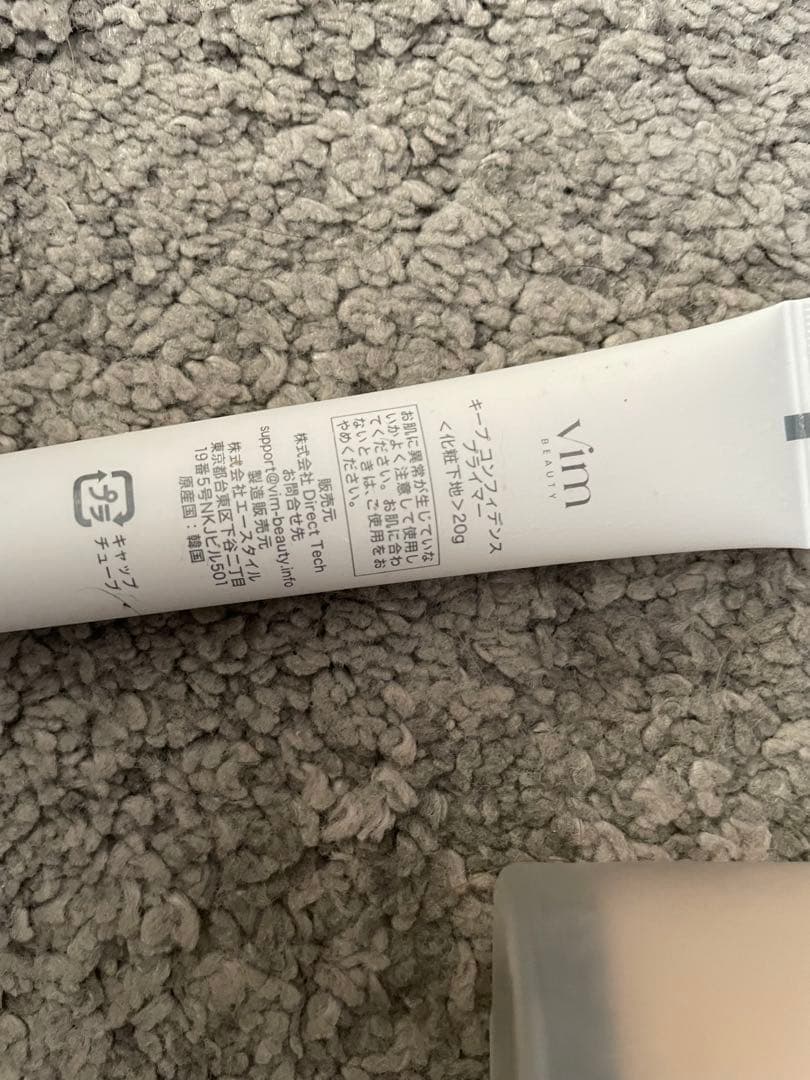 Vim
BEAUTY
キープ コンフィデンス
プライマー
<化粧下地>20g
お肌に異常が生じていな
いかよく注意して使用し
てください。お肌に合わ
ないときは、ご使用をお
やめください。
販売元
株式会社 Direct Tech
お問合せ先
support@vim-beauty.info
製造販売元
株式会社エースタイル
東京都台東区下谷二丁目
19番5号NKJビル501
原産国：韓国
プラ
キャップ
チューブ